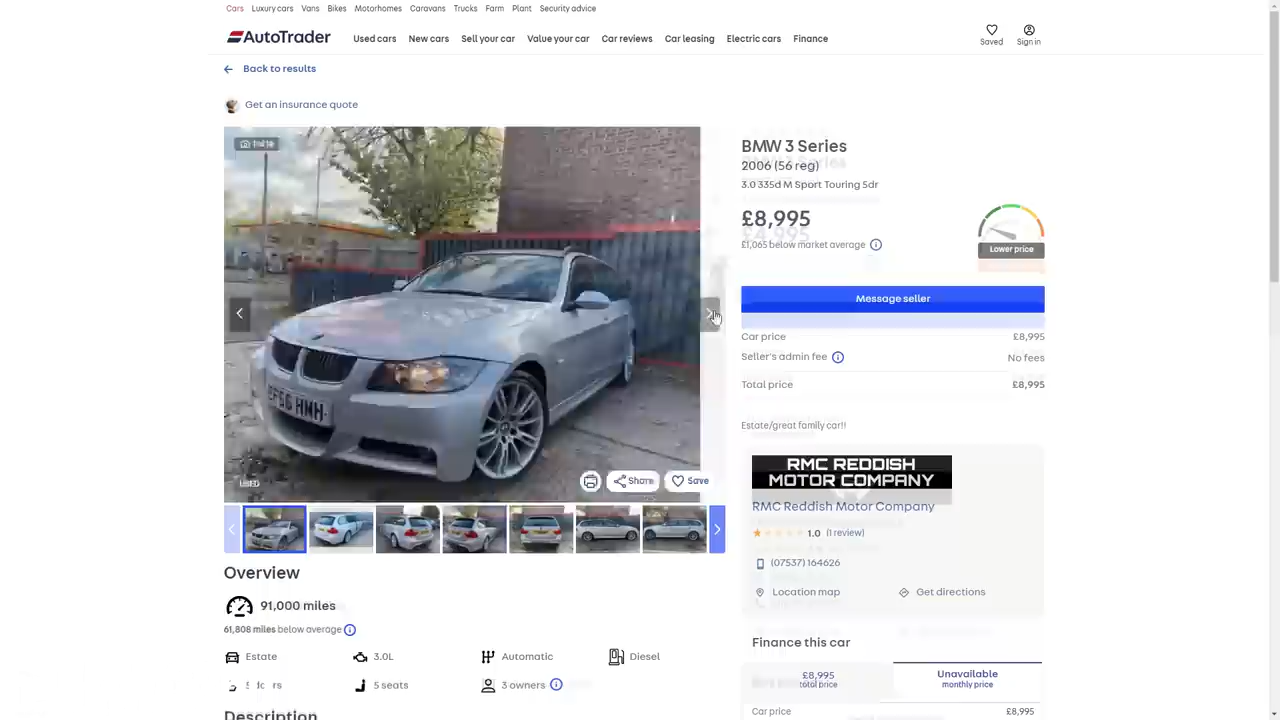 Cars Luxury cars Vans Bikes Motorhomes Caravans Trucks Farm Plant Security advice
AutoTrader Used cars New cars Sell your car Value your car Car reviews Car leasing Electric cars Finance Saved Sign in
Back to results
Get an insurance quote
BMW 3 Series
2006 (56 reg)
3.0 335d M Sport Touring 5dr
£8,995
£1,065 below market average
Lower price
Message seller
Car price £8,995
Seller's admin fee No fees
Total price £8,995
Estate/great family car!!
RMC REDDISH
MOTOR COMPANY
RMC Reddish Motor Company
1.0 (1 review)
(07537) 164626
Location map Get directions
Finance this car
£8,995
total price
Unavailable
monthly price
Car price £8,995
Share Save
Overview
91,000 miles
61,808 miles below average
Estate 3.0L Automatic Diesel
5 doors 5 seats 3 owners
Description